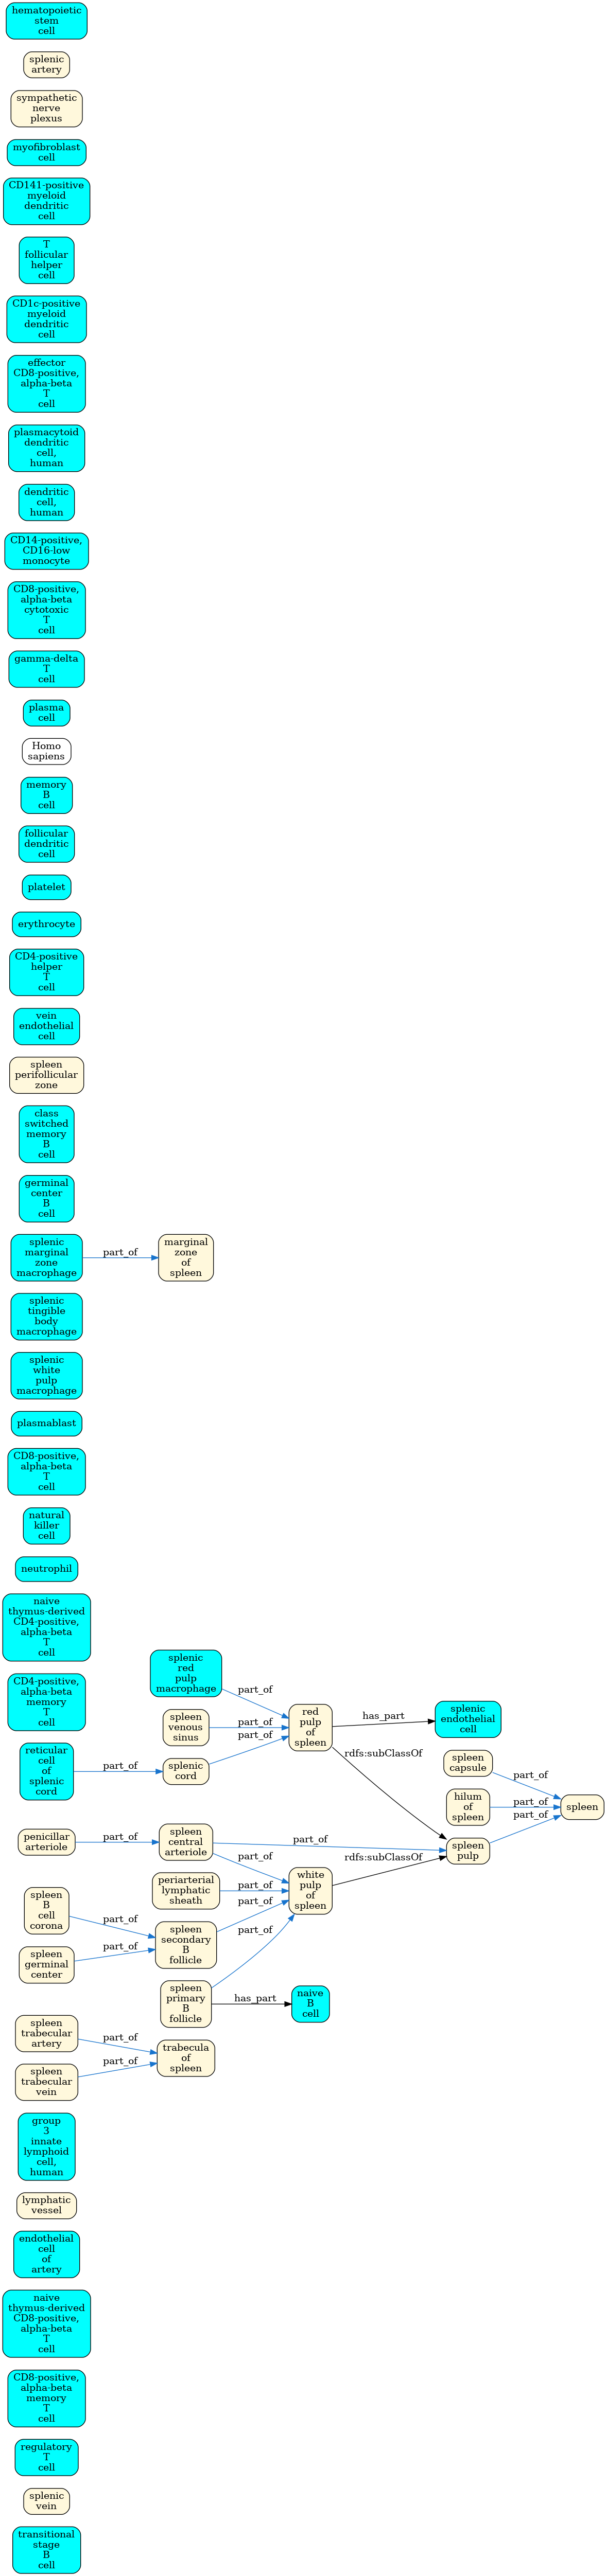 hematopoietic
stem
cell
splenic
artery
sympathetic
nerve
plexus
myofibroblast
cell
CD141-positive
myeloid
dendritic
cell
T
follicular
helper
cell
CD1c-positive
myeloid
dendritic
cell
effector
CD8-positive,
alpha-beta
T
cell
plasmacytoid
dendritic
cell,
human
dendritic
cell,
human
CD14-positive,
CD16-low
monocyte
CD8-positive,
alpha-beta
cytotoxic
T
cell
gamma-delta
T
cell
plasma
cell
Homo
sapiens
memory
B
cell
follicular
dendritic
cell
platelet
erythrocyte
CD4-positive
helper
T
cell
vein
endothelial
cell
spleen
perifollicular
zone
class
switched
memory
B
cell
germinal
center
B
cell
splenic
marginal
zone
macrophage
part_of
marginal
zone
of
spleen
splenic
tingible
body
macrophage
splenic
white
pulp
macrophage
plasmablast
CD8-positive,
alpha-beta
T
cell
natural
killer
cell
neutrophil
naive
thymus-derived
CD4-positive,
alpha-beta
T
cell
CD4-positive,
alpha-beta
memory
T
cell
splenic
red
pulp
macrophage
part_of
spleen
venous
sinus
part_of
reticular
cell
of
splenic
cord
part_of
splenic
cord
part_of
red
pulp
of
spleen
has_part
splenic
endothelial
cell
rdfs:subClassOf
spleen
capsule
part_of
hilum
of
spleen
part_of
spleen
pulp
part_of
spleen
penicillar
arteriole
part_of
spleen
central
arteriole
part_of
part_of
periarterial
lymphatic
sheath
part_of
white
pulp
of
spleen
rdfs:subClassOf
spleen
B
cell
corona
part_of
spleen
germinal
center
part_of
spleen
secondary
B
follicle
part_of
spleen
primary
B
follicle
part_of
has_part
naive
B
cell
spleen
trabecular
artery
part_of
spleen
trabecular
vein
part_of
trabecula
of
spleen
group
3
innate
lymphoid
cell,
human
lymphatic
vessel
endothelial
cell
of
artery
naive
thymus-derived
CD8-positive,
alpha-beta
T
cell
CD8-positive,
alpha-beta
memory
T
cell
regulatory
T
cell
splenic
vein
transitional
stage
B
cell